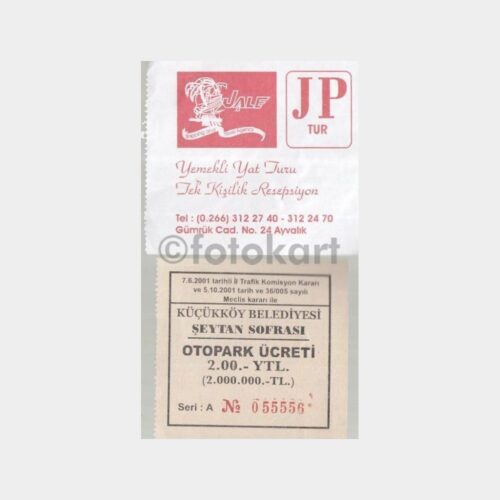 JALE
JP
TUR
Yemekli Yat Turu
Tek Kişilik Resepsiyon
Tel : (0.266) 312 27 40 - 312 24 70
Gümrük Cad. No. 24 Ayvalık
©fotokart
7.6.2001 tarihli İl Trafik Komisyon Kararı
ve 5.10.2001 tarih ve 36/005 sayılı
Meclis kararı ile
KÜÇÜKKÖY BELEDİYESİ
ŞEYTAN SOFRASI
OTOPARK ÜCRETİ
2.00.- YTL.
(2.000.000.-TL.)
Seri : A № 055556 *